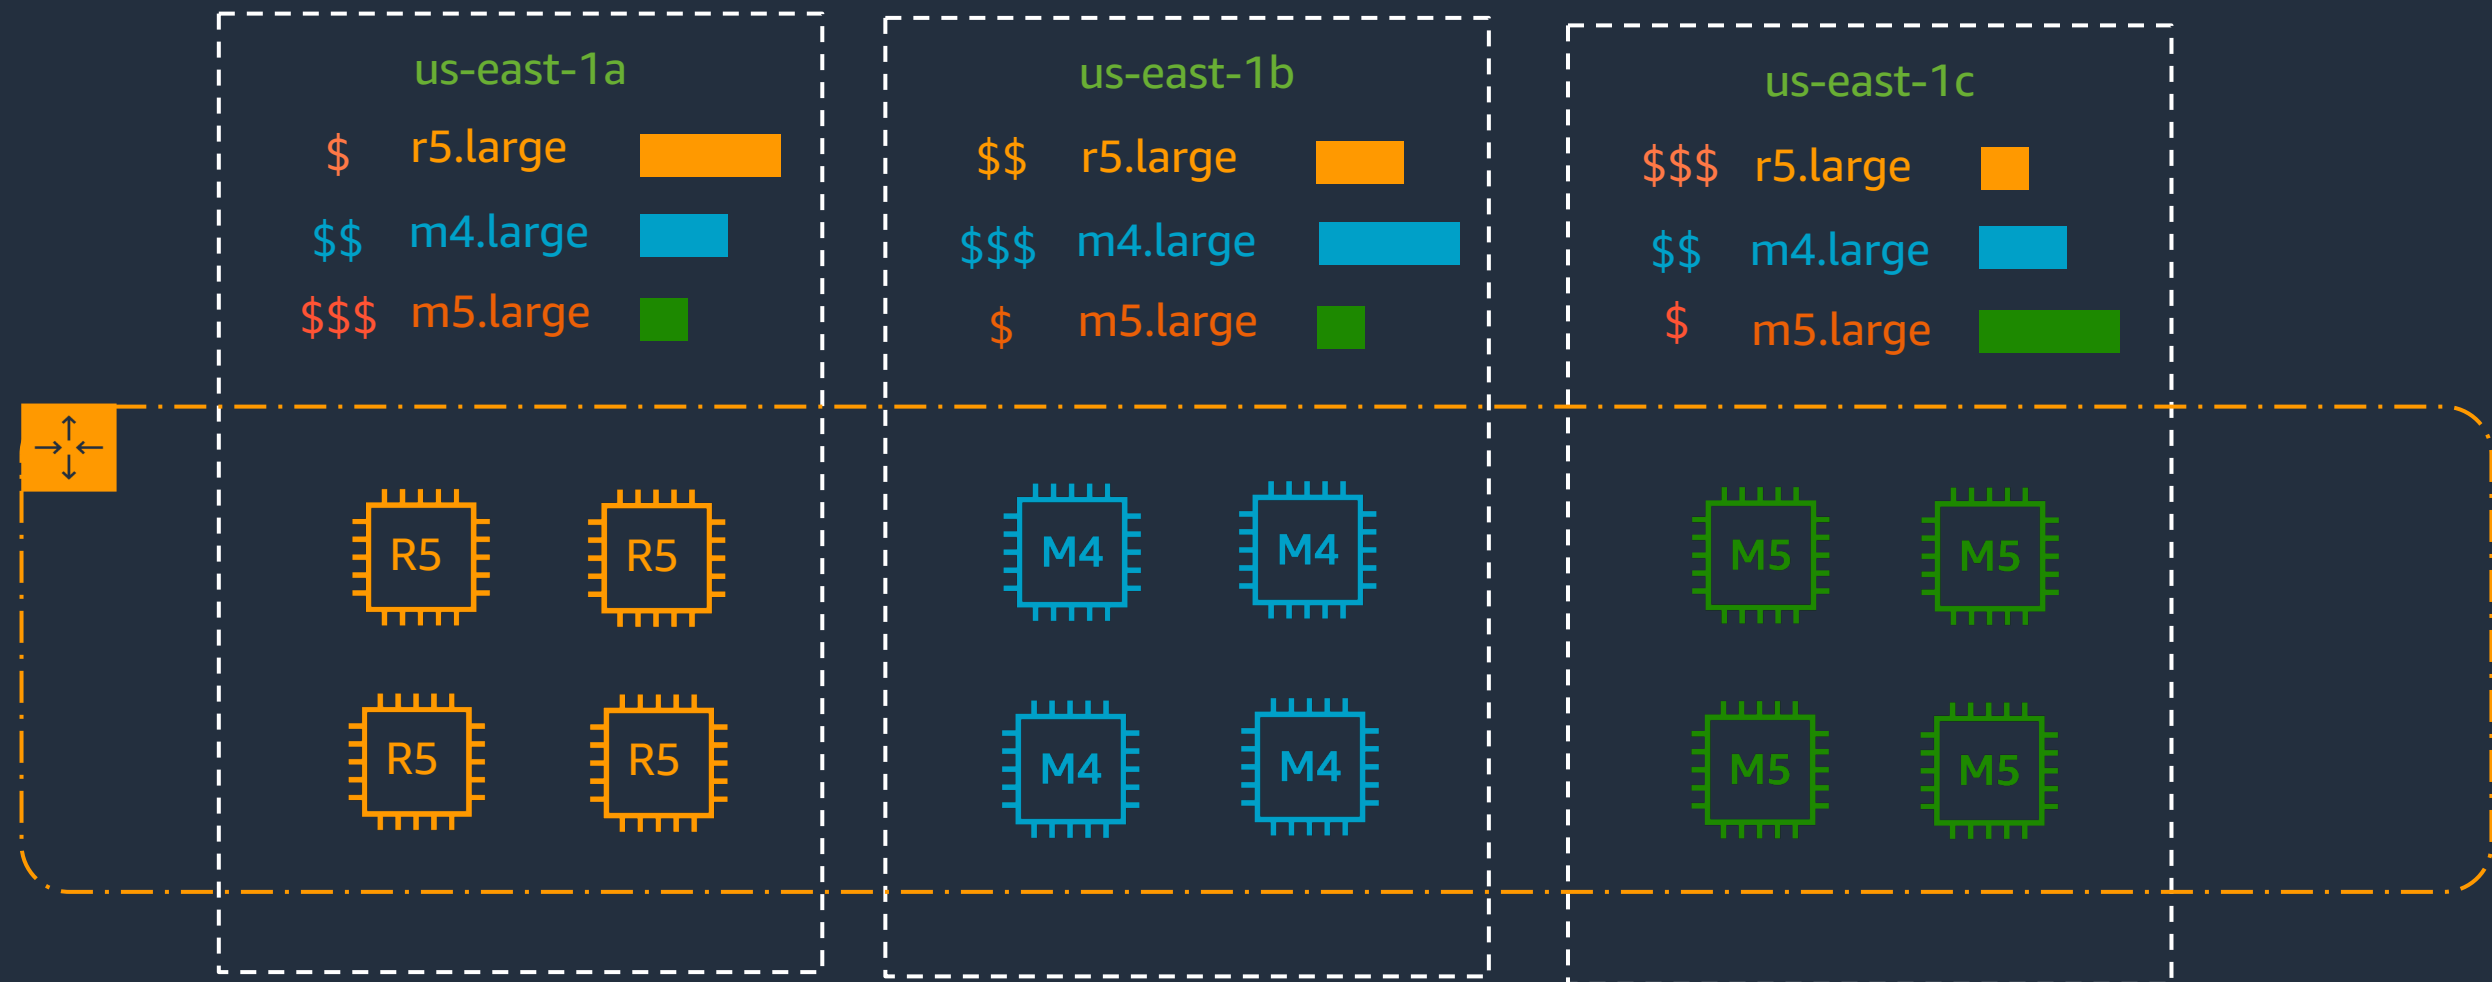 us-east-1a
$ r5.large
$$ m4.large
$$$ m5.large
us-east-1b
$$ r5.large
$$$ m4.large
$ m5.large
us-east-1c
$$$ r5.large
$$ m4.large
$ m5.large
R5 R5
R5 R5
M4 M4
M4 M4
M5 M5
M5 M5